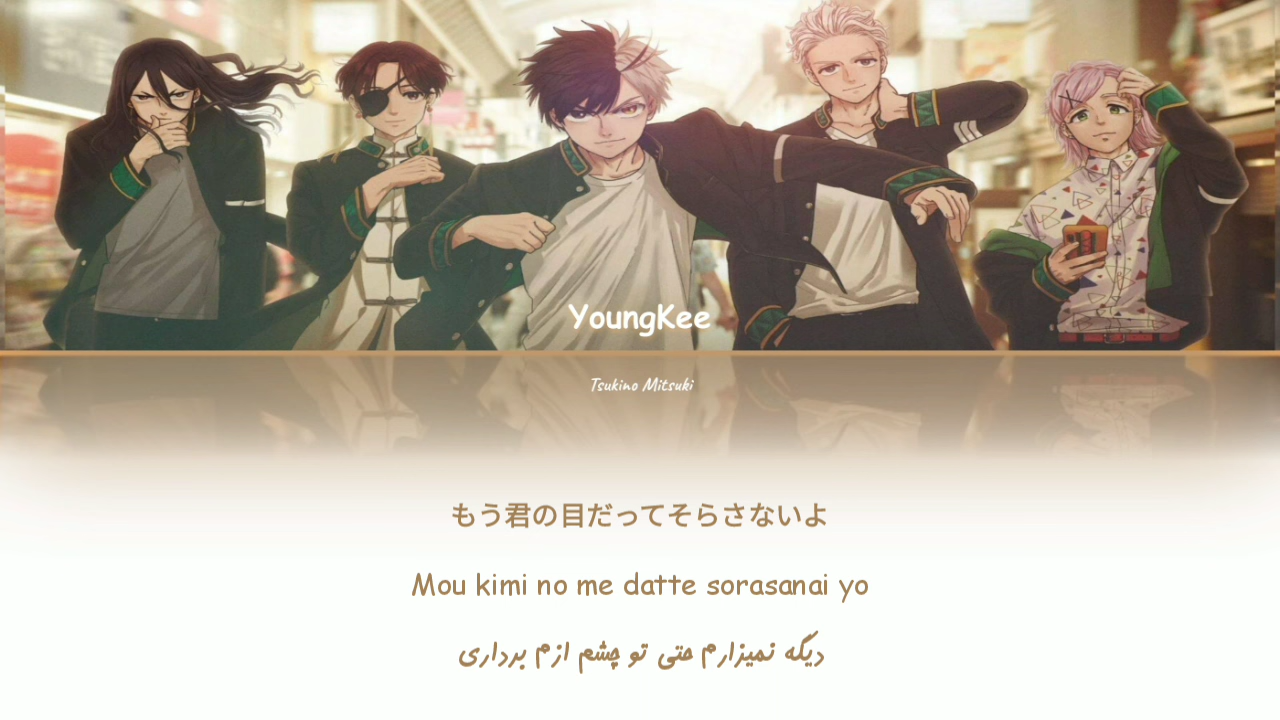 YoungKee
Tsukino Mitsuki
もう君の目だってそらさないよ
Mou kimi no me datte sorasanai yo
دیگه نمیزارم حتی تو چشم ازم برداری